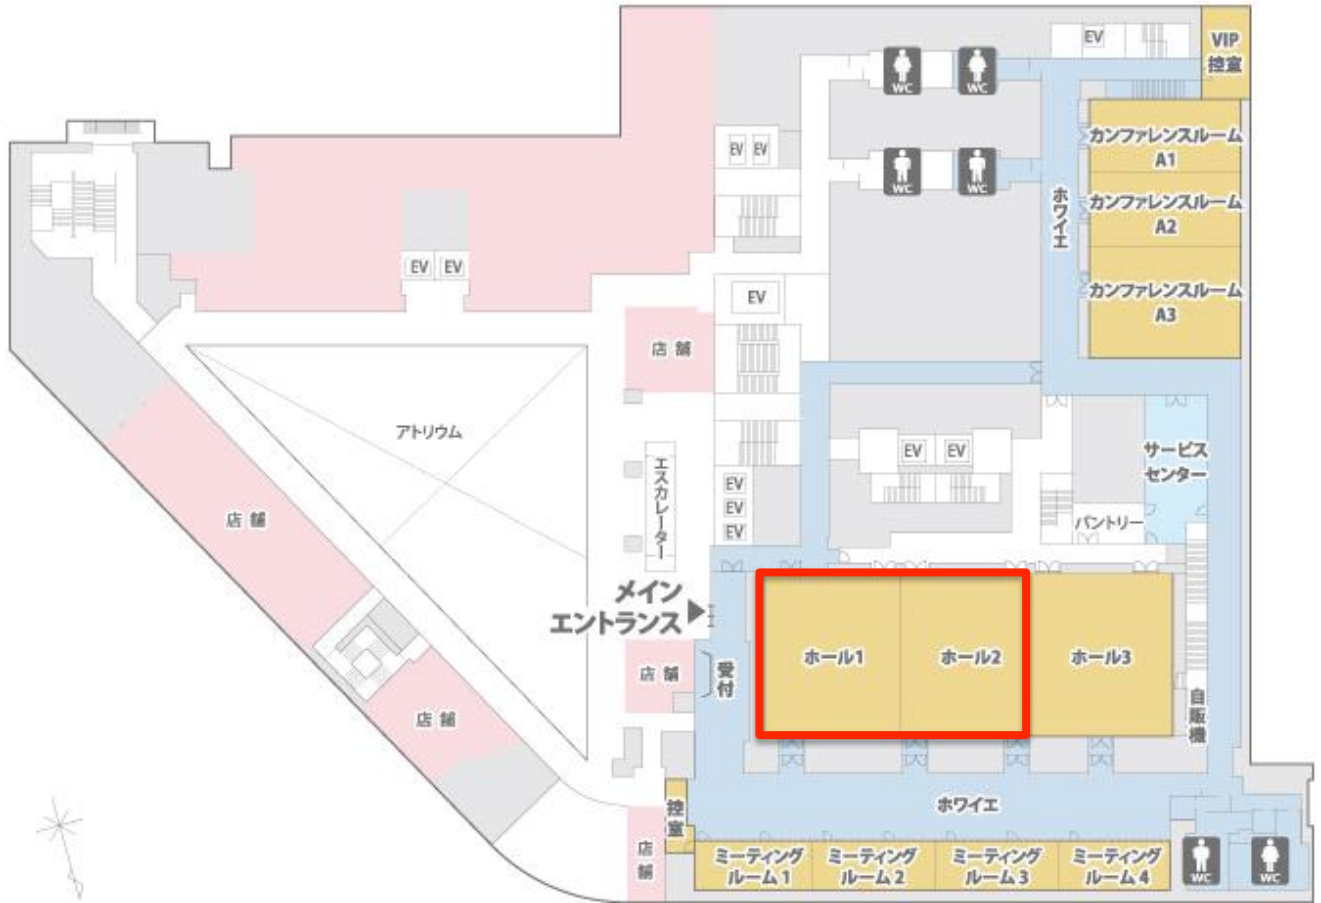 EV
VIP
控室
WC
WC
カンファレンスルーム
A1
EV EV
WC
WC
ホワイエ
カンファレンスルーム
A2
EV EV
EV
カンファレンスルーム
A3
店 舗
アトリウム
EV EV
サービス
センター
エスカレーター
EV
EV
EV
店 舗
パントリー
メイン
エントランス
ホール1
ホール2
ホール3
店 舗
受付
自販機
店 舗
控室
ホワイエ
店舗
ミーティング
ルーム1
ミーティング
ルーム2
ミーティング
ルーム3
ミーティング
ルーム4
WC
WC